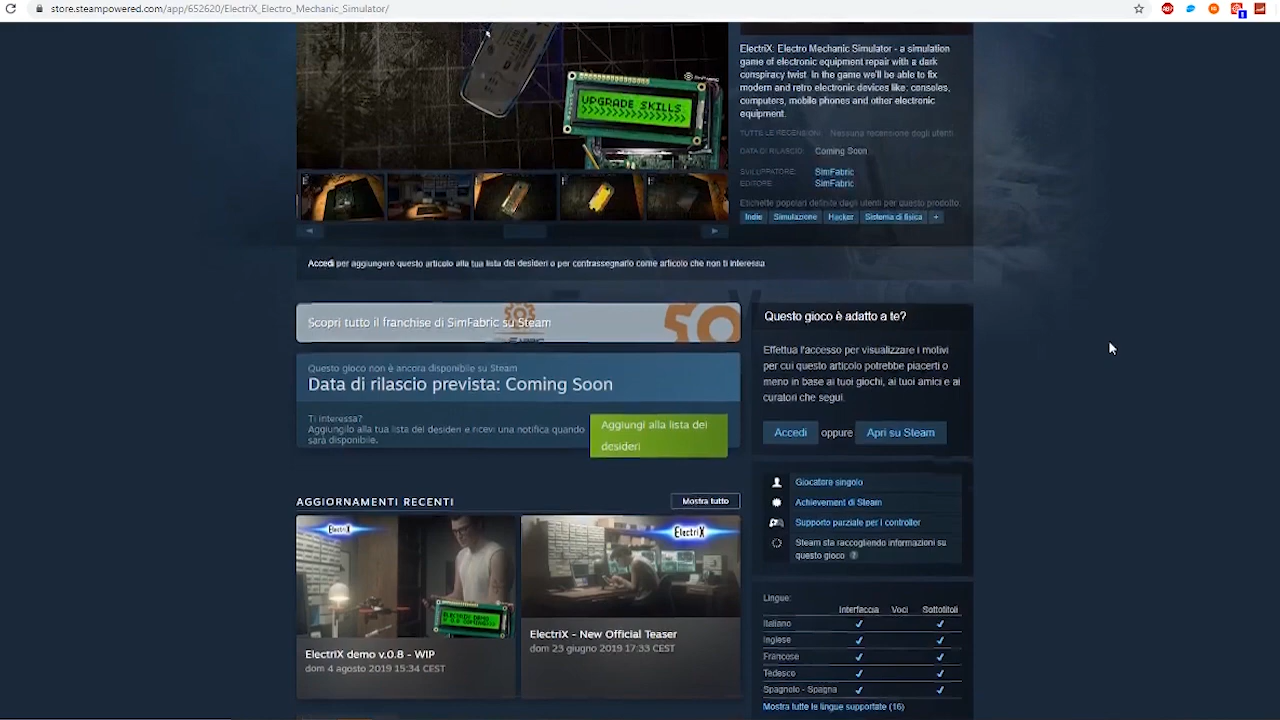 store.steampowered.com/app/652620/ElectriX_Electro_Mechanic_Simulator/
UPGRADE SKILLS
ElectriX: Electro Mechanic Simulator - a simulation
game of electronic equipment repair with a dark
conspiracy twist. In the game we'll be able to fix
modern and retro electronic devices like: consoles,
computers, mobile phones and other electronic
equipment.
TUTTE LE RECENSIONI: Nessuna recensione degli utenti
DATA DI RILASCIO: Coming Soon
SVILUPPATORE: SimFabric
EDITORE: SimFabric
Etichette popolari definite dagli utenti per questo prodotto:
Indie Simulazione Hacker Sistema di fisica +
Accedi per aggiungere questo articolo alla tua lista dei desideri o per contrassegnarlo come articolo che non ti interessa
Scopri tutto il franchise di SimFabric su Steam
Questo gioco non è ancora disponibile su Steam
Data di rilascio prevista: Coming Soon
Ti interessa?
Aggiungilo alla tua lista dei desideri e ricevi una notifica quando
sarà disponibile.
Aggiungi alla lista dei
desideri
Questo gioco è adatto a te?
Effettua l'accesso per visualizzare i motivi
per cui questo articolo potrebbe piacerti o
meno in base ai tuoi giochi, ai tuoi amici e ai
curatori che segui.
Accedi oppure Apri su Steam
Giocatore singolo
Achievement di Steam
Supporto parziale per i controller
Steam sta raccogliendo informazioni su
questo gioco ?
AGGIORNAMENTI RECENTI
Mostra tutto
ElectriX
ElectriX demo v.0.8 - WIP
dom 4 agosto 2019 15:34 CEST
ElectriX
ElectriX - New Official Teaser
dom 23 giugno 2019 17:33 CEST
Lingue:
Interfaccia Voci Sottotitoli
Italiano ✔ ✔
Inglese ✔ ✔
Francese ✔ ✔
Tedesco ✔ ✔
Spagnolo - Spagna ✔ ✔
Mostra tutte le lingue supportate (16)